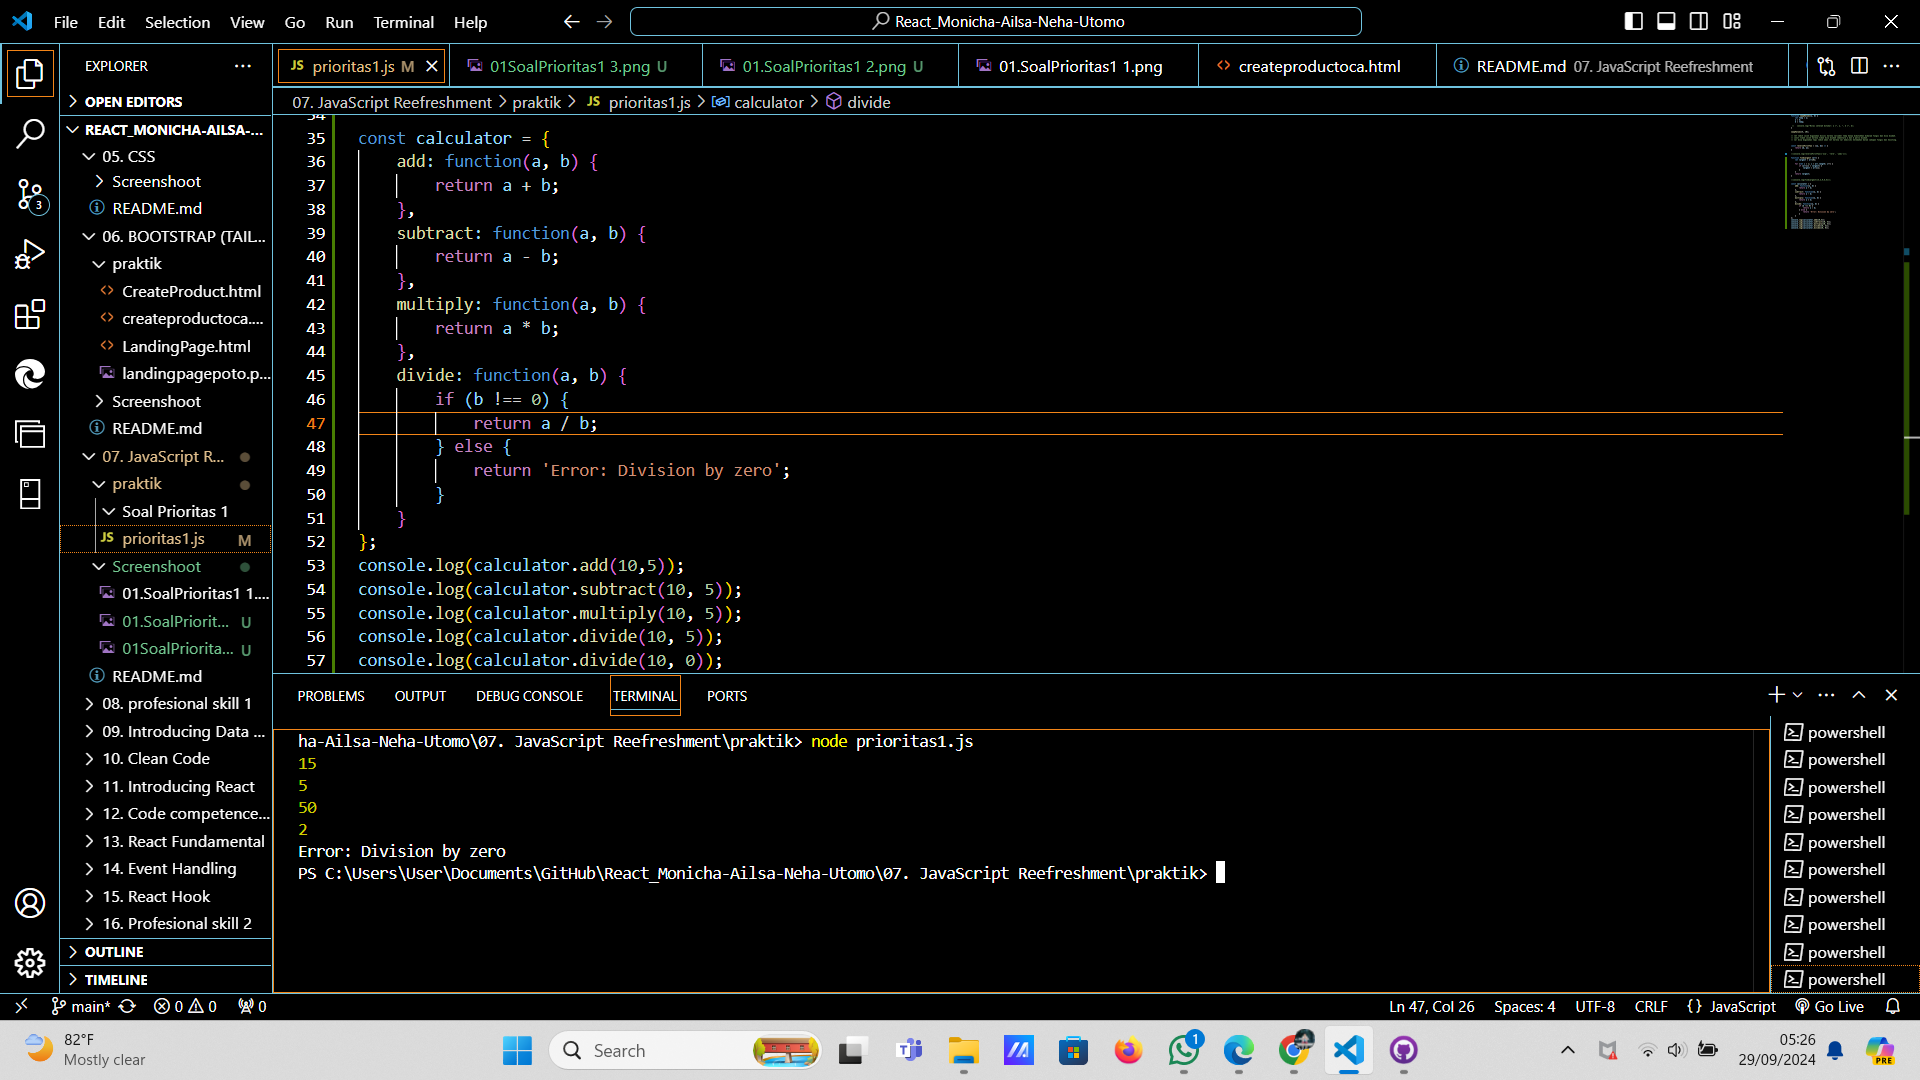 File Edit Selection View Go Run Terminal Help
React_Monicha-Ailsa-Neha-Utomo
EXPLORER
OPEN EDITORS
REACT_MONICHA-AILSA-...
05. CSS
Screenshoot
README.md
06. BOOTSTRAP (TAIL...
praktik
CreateProduct.html
createproductoca....
LandingPage.html
landingpagepoto.p...
Screenshoot
README.md
07. JavaScript R...
praktik
Soal Prioritas 1
JS prioritas1.js M
Screenshoot
01.SoalPrioritas1 1....
01.SoalPriorit... U
01SoalPriorita... U
README.md
08. profesional skill 1
09. Introducing Data ...
10. Clean Code
11. Introducing React
12. Code competence...
13. React Fundamental
14. Event Handling
15. React Hook
16. Profesional skill 2
OUTLINE
TIMELINE
3
JS prioritas1.js M
01SoalPrioritas1 3.png U
01.SoalPrioritas1 2.png U
01.SoalPrioritas1 1.png
createproductoca.html
README.md 07. JavaScript Reefreshment
07. JavaScript Reefreshment > praktik > JS prioritas1.js > calculator > divide
34
35 const calculator = {
36 add: function(a, b) {
37 return a + b;
38 },
39 subtract: function(a, b) {
40 return a - b;
41 },
42 multiply: function(a, b) {
43 return a * b;
44 },
45 divide: function(a, b) {
46 if (b !== 0) {
47 return a / b;
48 } else {
49 return 'Error: Division by zero';
50 }
51 }
52 };
53 console.log(calculator.add(10,5));
54 console.log(calculator.subtract(10, 5));
55 console.log(calculator.multiply(10, 5));
56 console.log(calculator.divide(10, 5));
57 console.log(calculator.divide(10, 0));
PROBLEMS OUTPUT DEBUG CONSOLE TERMINAL PORTS
ha-Ailsa-Neha-Utomo\07. JavaScript Reefreshment\praktik> node prioritas1.js
15
5
50
2
Error: Division by zero
PS C:\Users\User\Documents\GitHub\React_Monicha-Ailsa-Neha-Utomo\07. JavaScript Reefreshment\praktik>
powershell
powershell
powershell
powershell
powershell
powershell
powershell
powershell
powershell
powershell
main* 0 0 0
Ln 47, Col 26 Spaces: 4 UTF-8 CRLF {} JavaScript Go Live
82°F
Mostly clear
Search
1
05:26
29/09/2024
PRE